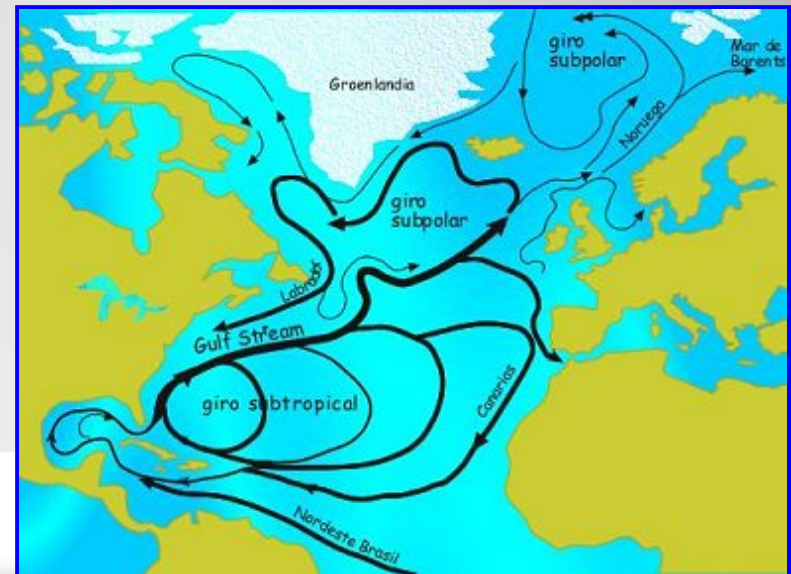 giro
subpolar
Mar de
Barents
Groenlandia
Noruega
giro
subpolar
Labrador
Gulf Stream
giro subtropical
Canarias
Nordeste Brasil